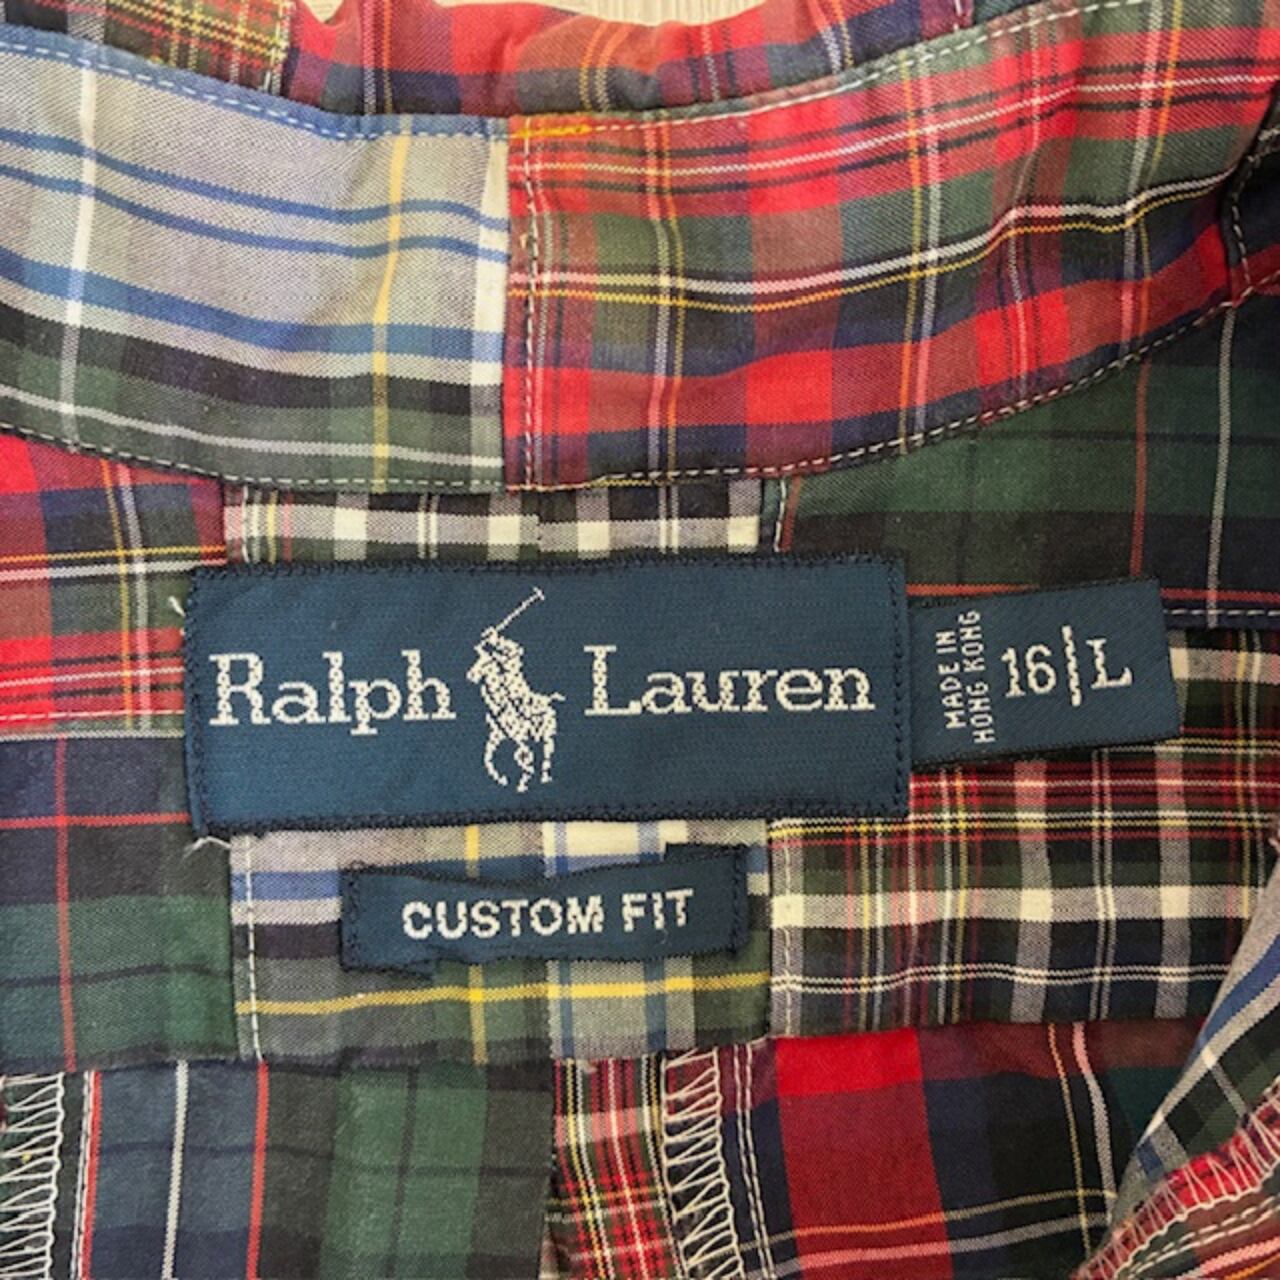 Ralph Lauren
MADE IN
HONG KONG
16/L
CUSTOM FIT